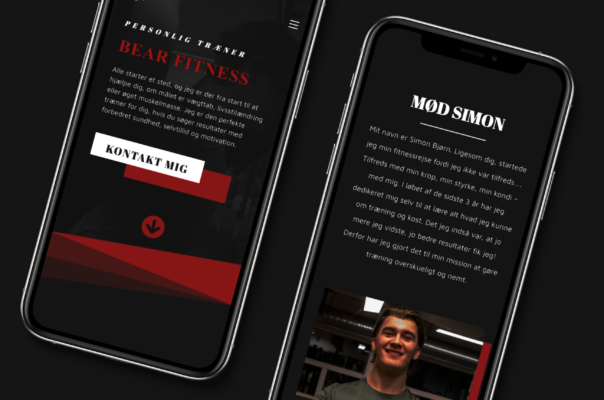 PERSONLIG TRÆNER
BEAR FITNESS
Alle starter et sted, og jeg er der fra start til at
hjælpe dig, om målet er vægttab, livsstilændring
eller øget muskelmasse. Jeg er den perfekte
træner for dig, hvis du søger resultater med
forbedret sundhed, selvtillid og motivation.
KONTAKT MIG
MØD SIMON
Mit navn er Simon Bjørn. Ligesom dig, startede
jeg min fitnessrejse fordi jeg ikke var tilfreds...
Tilfreds med min krop, min styrke, min kondi –
med mig. I løbet af de sidste 3 år har jeg
dedikeret mig selv til at lære alt hvad jeg kunne
om træning og kost. Det jeg indså var, at jo
mere jeg vidste, jo bedre resultater fik jeg!
Derfor har jeg gjort det til min mission at gøre
træning overskueligt og nemt.